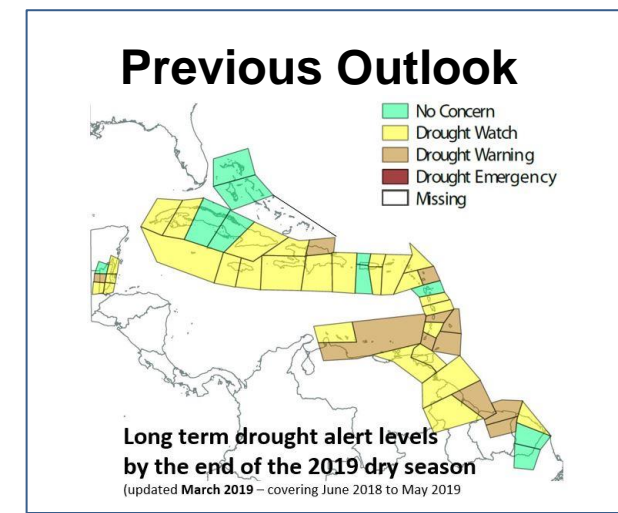 Previous Outlook
No Concern
Drought Watch
Drought Warning
Drought Emergency
Missing
Long term drought alert levels
by the end of the 2019 dry season
(updated March 2019 – covering June 2018 to May 2019